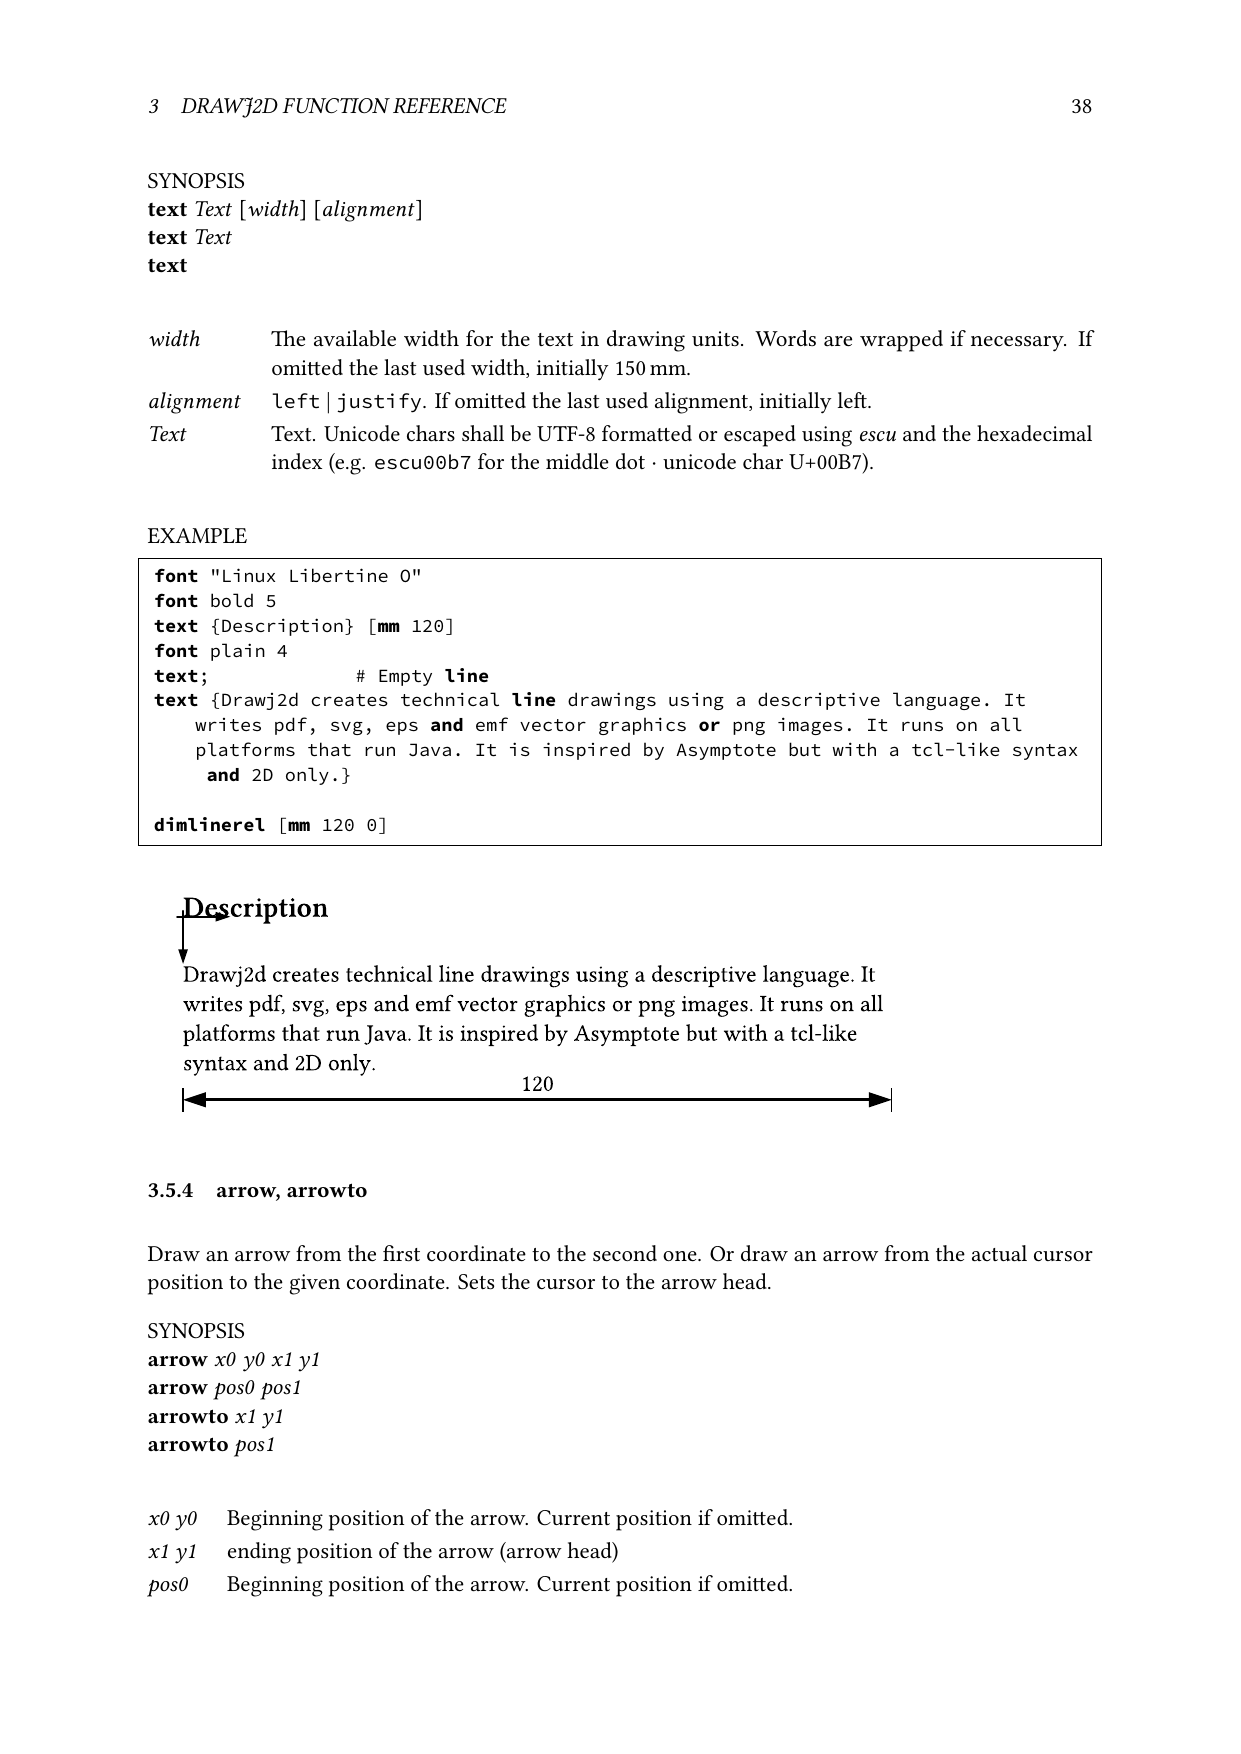 3 DRAWJ2D FUNCTION REFERENCE 38
SYNOPSIS
text Text [width] [alignment]
text Text
text
width The available width for the text in drawing units. Words are wrapped if necessary. If
omitted the last used width, initially 150 mm.
alignment left | justify. If omitted the last used alignment, initially left.
Text Text. Unicode chars shall be UTF-8 formatted or escaped using escu and the hexadecimal
index (e.g. escu00b7 for the middle dot · unicode char U+00B7).
EXAMPLE
font "Linux Libertine O"
font bold 5
text {Description} [mm 120]
font plain 4
text; # Empty line
text {Drawj2d creates technical line drawings using a descriptive language. It
writes pdf, svg, eps and emf vector graphics or png images. It runs on all
platforms that run Java. It is inspired by Asymptote but with a tcl-like syntax
and 2D only.}
dimlinerel [mm 120 0]
Description
Drawj2d creates technical line drawings using a descriptive language. It
writes pdf, svg, eps and emf vector graphics or png images. It runs on all
platforms that run Java. It is inspired by Asymptote but with a tcl-like
syntax and 2D only.
120
3.5.4 arrow, arrowto
Draw an arrow from the first coordinate to the second one. Or draw an arrow from the actual cursor
position to the given coordinate. Sets the cursor to the arrow head.
SYNOPSIS
arrow x0 y0 x1 y1
arrow pos0 pos1
arrowto x1 y1
arrowto pos1
x0 y0 Beginning position of the arrow. Current position if omitted.
x1 y1 ending position of the arrow (arrow head)
pos0 Beginning position of the arrow. Current position if omitted.